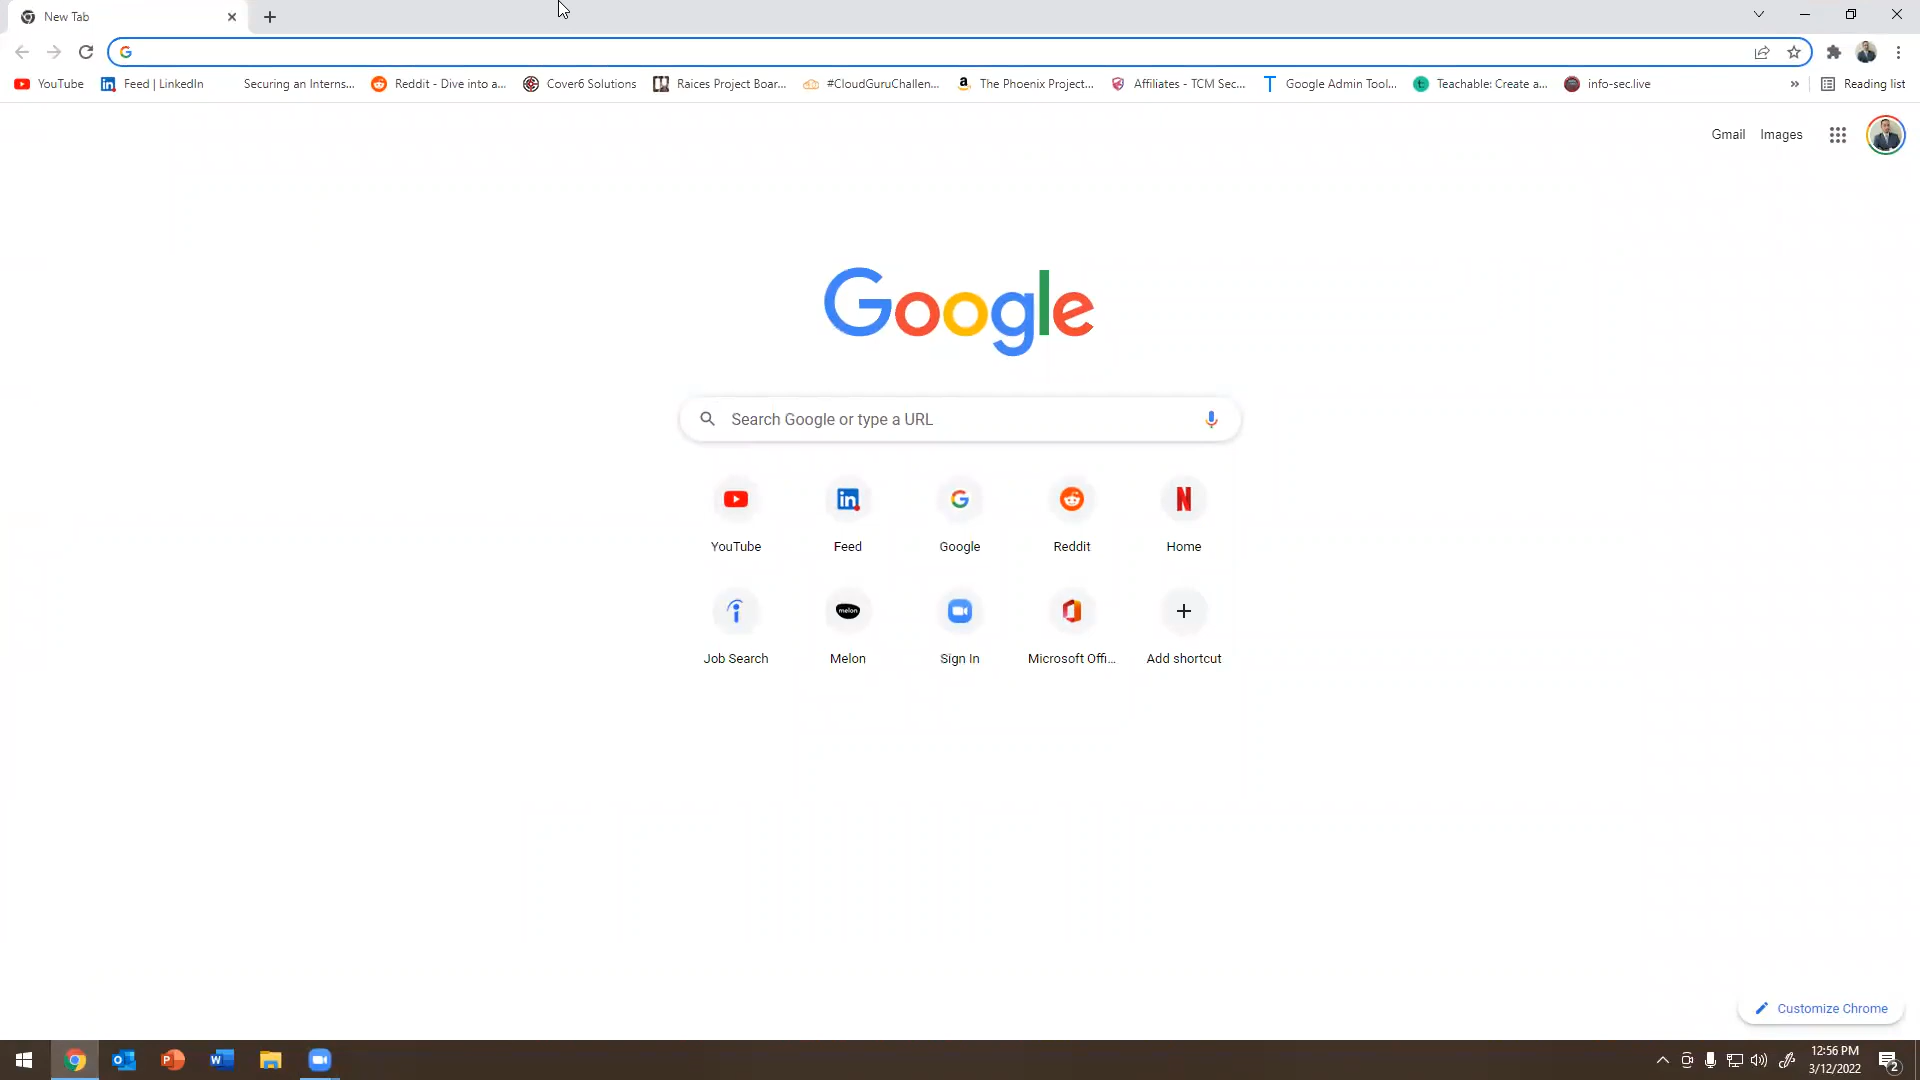 New Tab
YouTube
Feed | LinkedIn
Securing an Interns...
Reddit - Dive into a...
Cover6 Solutions
Raices Project Boar...
#CloudGuruChallen...
The Phoenix Project...
Affiliates - TCM Sec...
Google Admin Tool...
Teachable: Create a...
info-sec.live
»
Reading list
Gmail
Images
Google
Search Google or type a URL
YouTube
Feed
Google
Reddit
Home
melon
Job Search
Melon
Sign In
Microsoft Offi...
Add shortcut
Customize Chrome
12:56 PM
3/12/2022
2